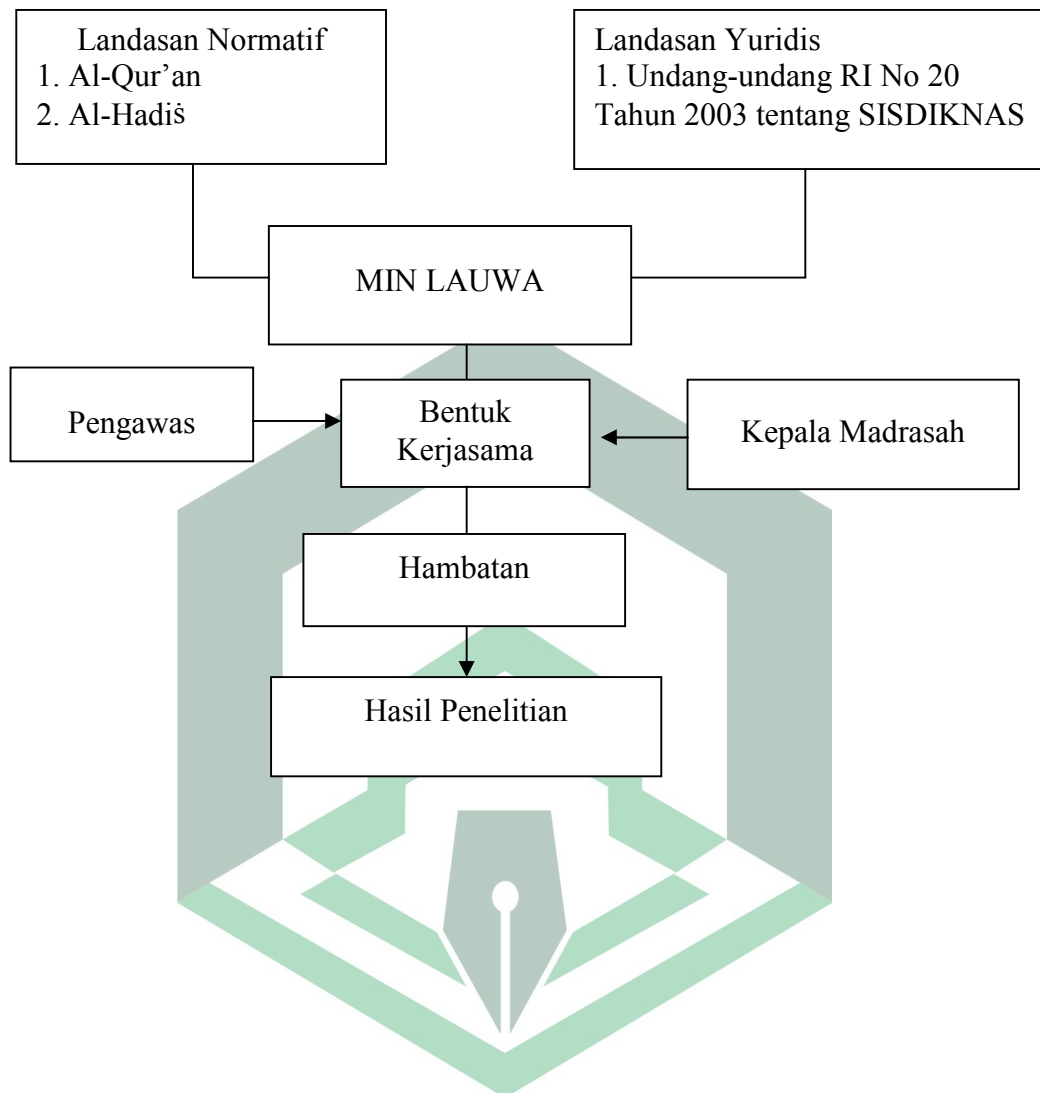 Landasan Normatif
1. Al-Qur’an
2. Al-Hadiṡ
Landasan Yuridis
1. Undang-undang RI No 20
Tahun 2003 tentang SISDIKNAS
MIN LAUWA
Pengawas
Bentuk
Kerjasama
Kepala Madrasah
Hambatan
Hasil Penelitian